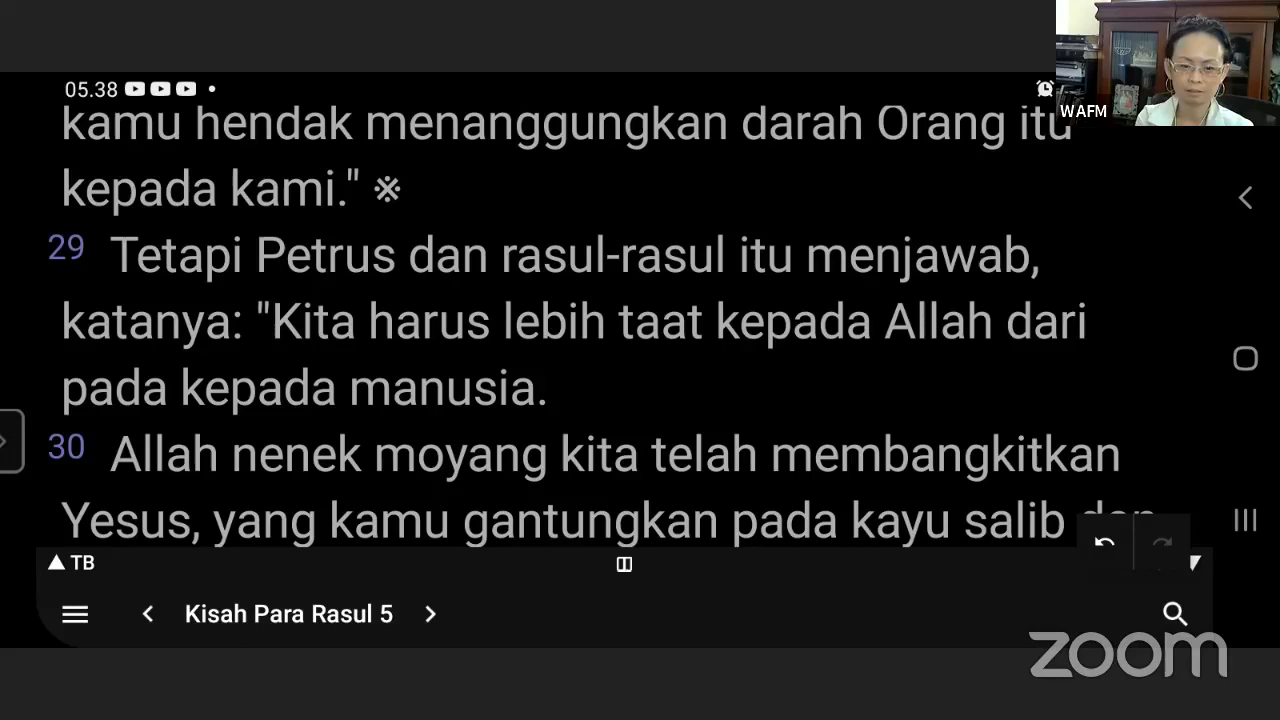 05.38
WAFM
kamu hendak menanggungkan darah Orang itu
kepada kami." ※
29 Tetapi Petrus dan rasul-rasul itu menjawab,
katanya: "Kita harus lebih taat kepada Allah dari
pada kepada manusia.
30 Allah nenek moyang kita telah membangkitkan
Yesus, yang kamu gantungkan pada kayu salib dan
TB
Kisah Para Rasul 5
zoom